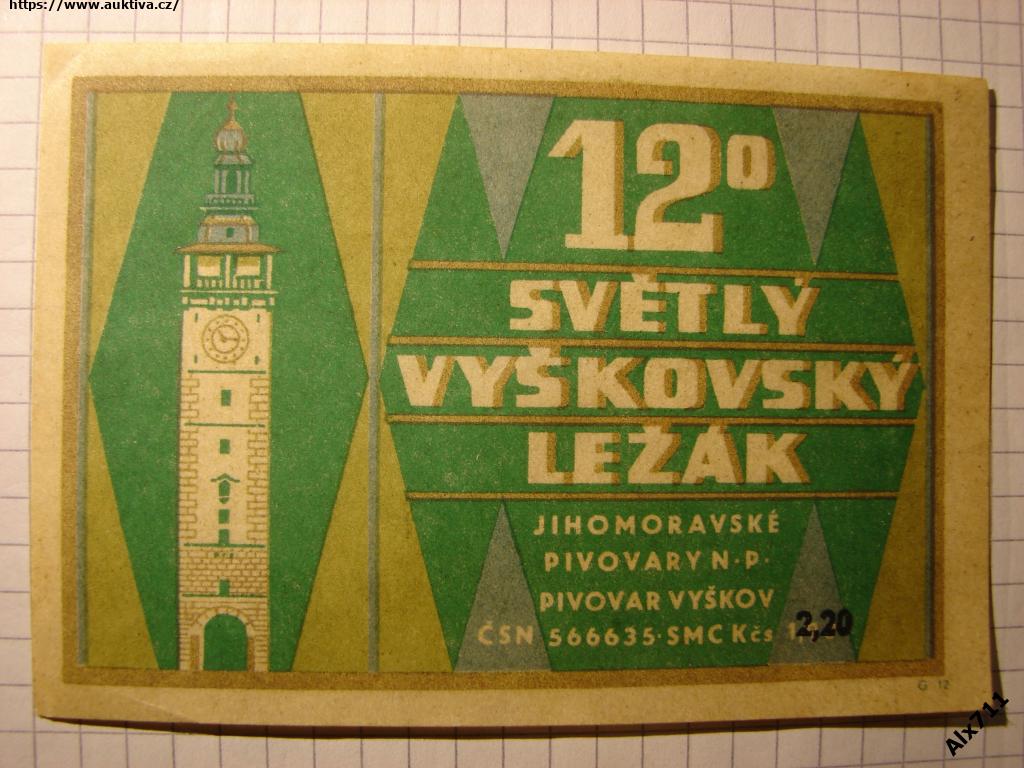 https://www.auktiva.cz/
12º
SVĚTLÝ
VYŠKOVSKÝ
LEŽÁK
JIHOMORAVSKÉ
PIVOVARY N·P·
PIVOVAR VYŠKOV
ČSN 566635·SMC Kčs 2,20
G 12
Alx711